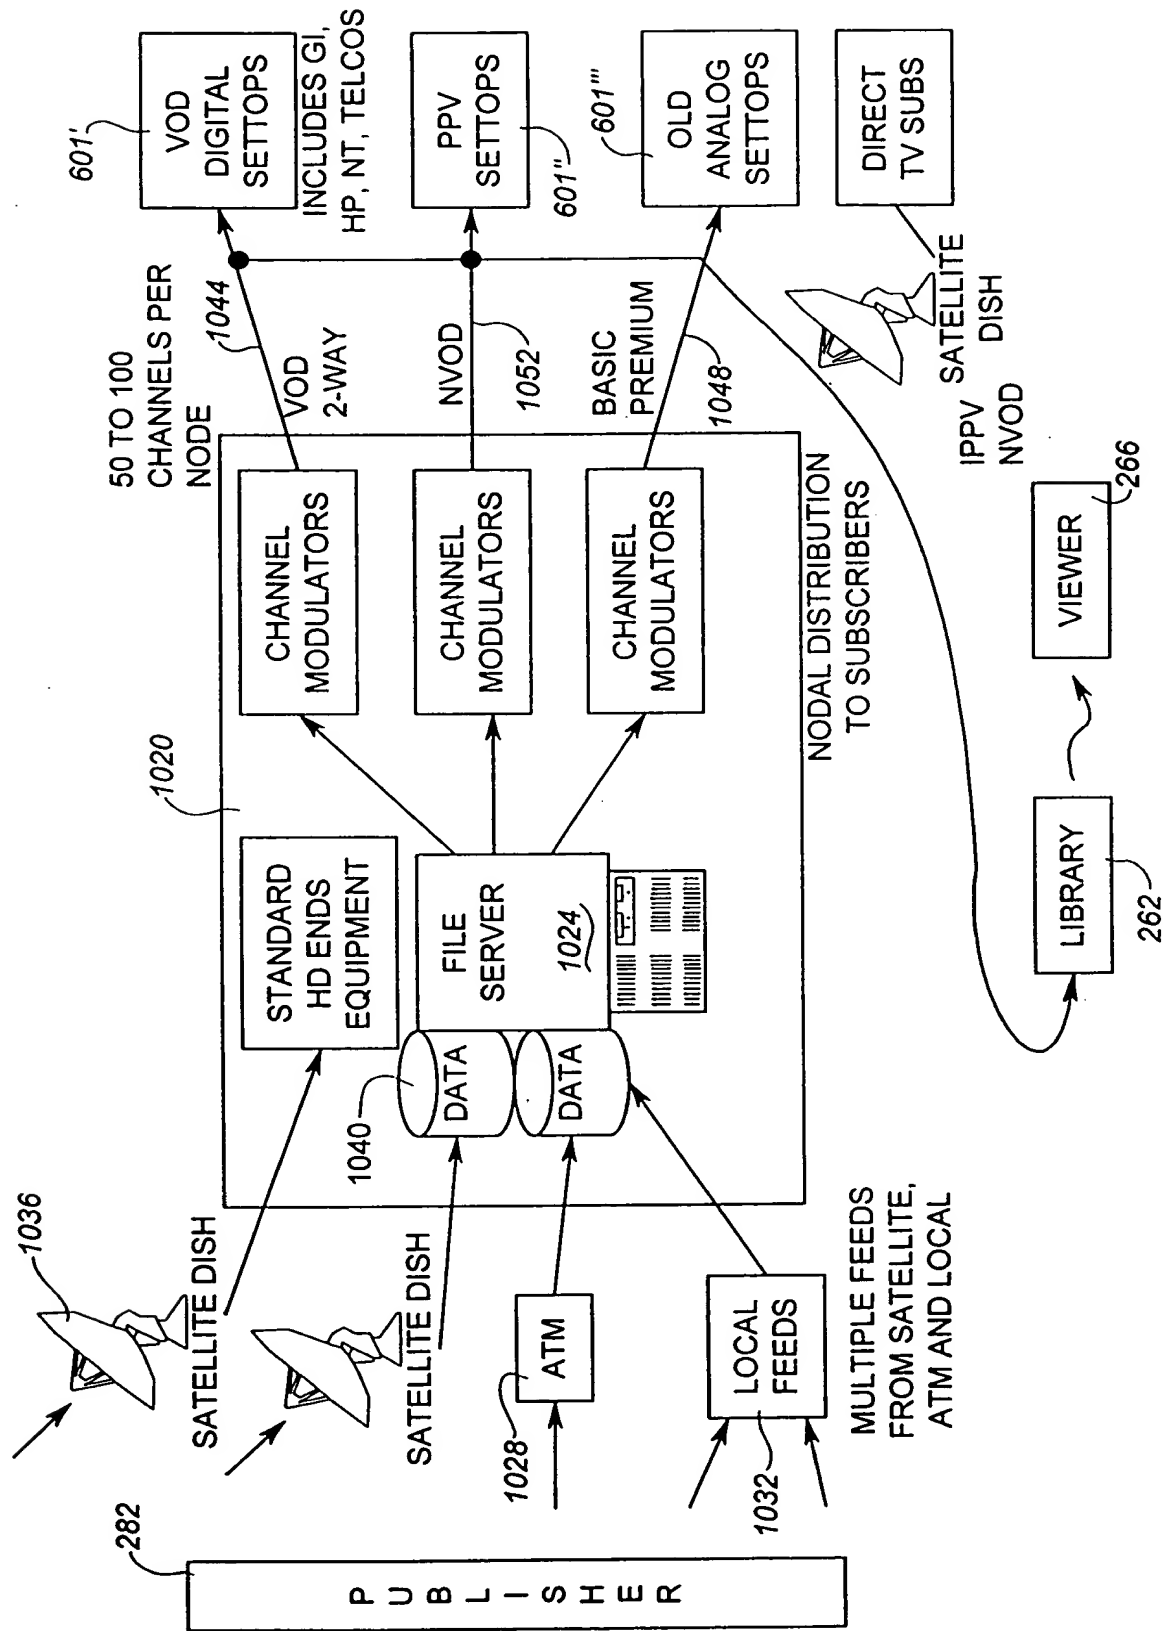 282
PUBLISHER
1036
SATELLITE DISH
SATELLITE DISH
1028
ATM
1032
LOCAL
FEEDS
MULTIPLE FEEDS
FROM SATELLITE,
ATM AND LOCAL
1020
STANDARD
HD ENDS
EQUIPMENT
1040
DATA
DATA
FILE
SERVER
1024
CHANNEL
MODULATORS
CHANNEL
MODULATORS
CHANNEL
MODULATORS
NODAL DISTRIBUTION
TO SUBSCRIBERS
50 TO 100
CHANNELS PER
NODE
1044
VOD
2-WAY
NVOD
1052
BASIC
PREMIUM
1048
601'
VOD
DIGITAL
SETTOPS
INCLUDES GI,
HP, NT, TELCOS
PPV
SETTOPS
601"
601'''
OLD
ANALOG
SETTOPS
DIRECT
TV SUBS
SATELLITE
DISH
IPPV
NVOD
LIBRARY
262
VIEWER
266